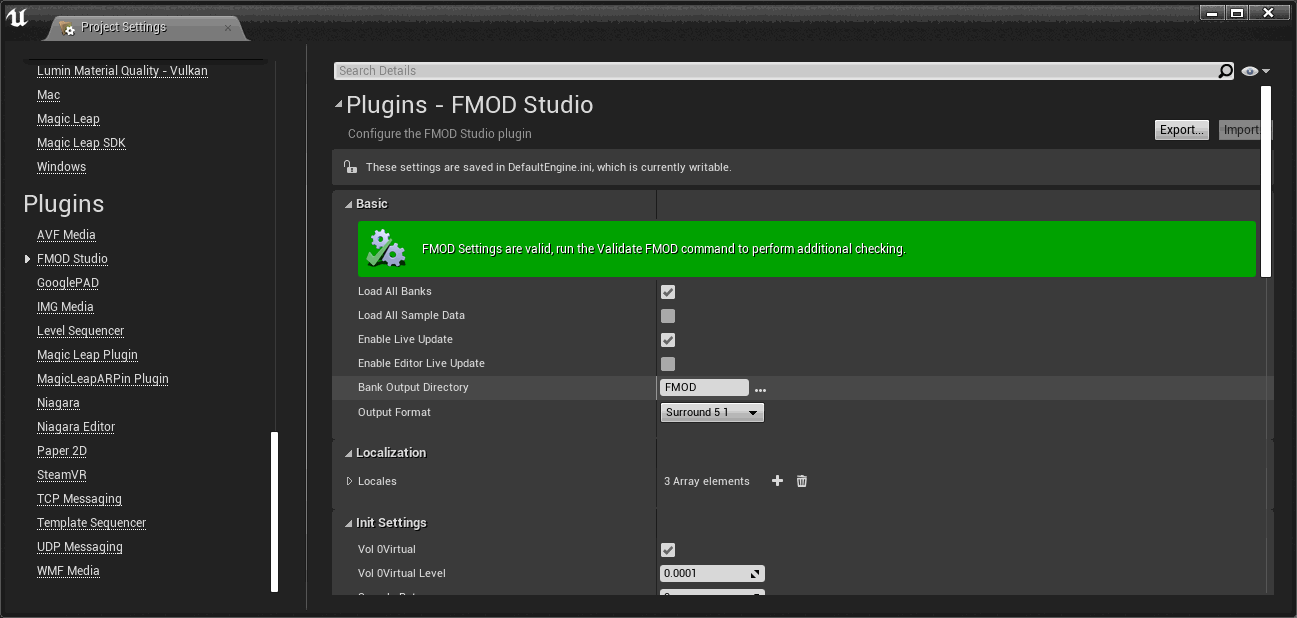 Project Settings
Lumin Material Quality - Vulkan
Mac
Magic Leap
Magic Leap SDK
Windows
Plugins
AVF Media
FMOD Studio
GooglePAD
IMG Media
Level Sequencer
Magic Leap Plugin
MagicLeapARPin Plugin
Niagara
Niagara Editor
Paper 2D
SteamVR
TCP Messaging
Template Sequencer
UDP Messaging
WMF Media
Search Details
Plugins - FMOD Studio
Configure the FMOD Studio plugin
Export... Import
These settings are saved in DefaultEngine.ini, which is currently writable.
Basic
FMOD Settings are valid, run the Validate FMOD command to perform additional checking.
Load All Banks
Load All Sample Data
Enable Live Update
Enable Editor Live Update
Bank Output Directory FMOD ...
Output Format Surround 5 1
Localization
Locales 3 Array elements
Init Settings
Vol 0Virtual
Vol 0Virtual Level 0.0001